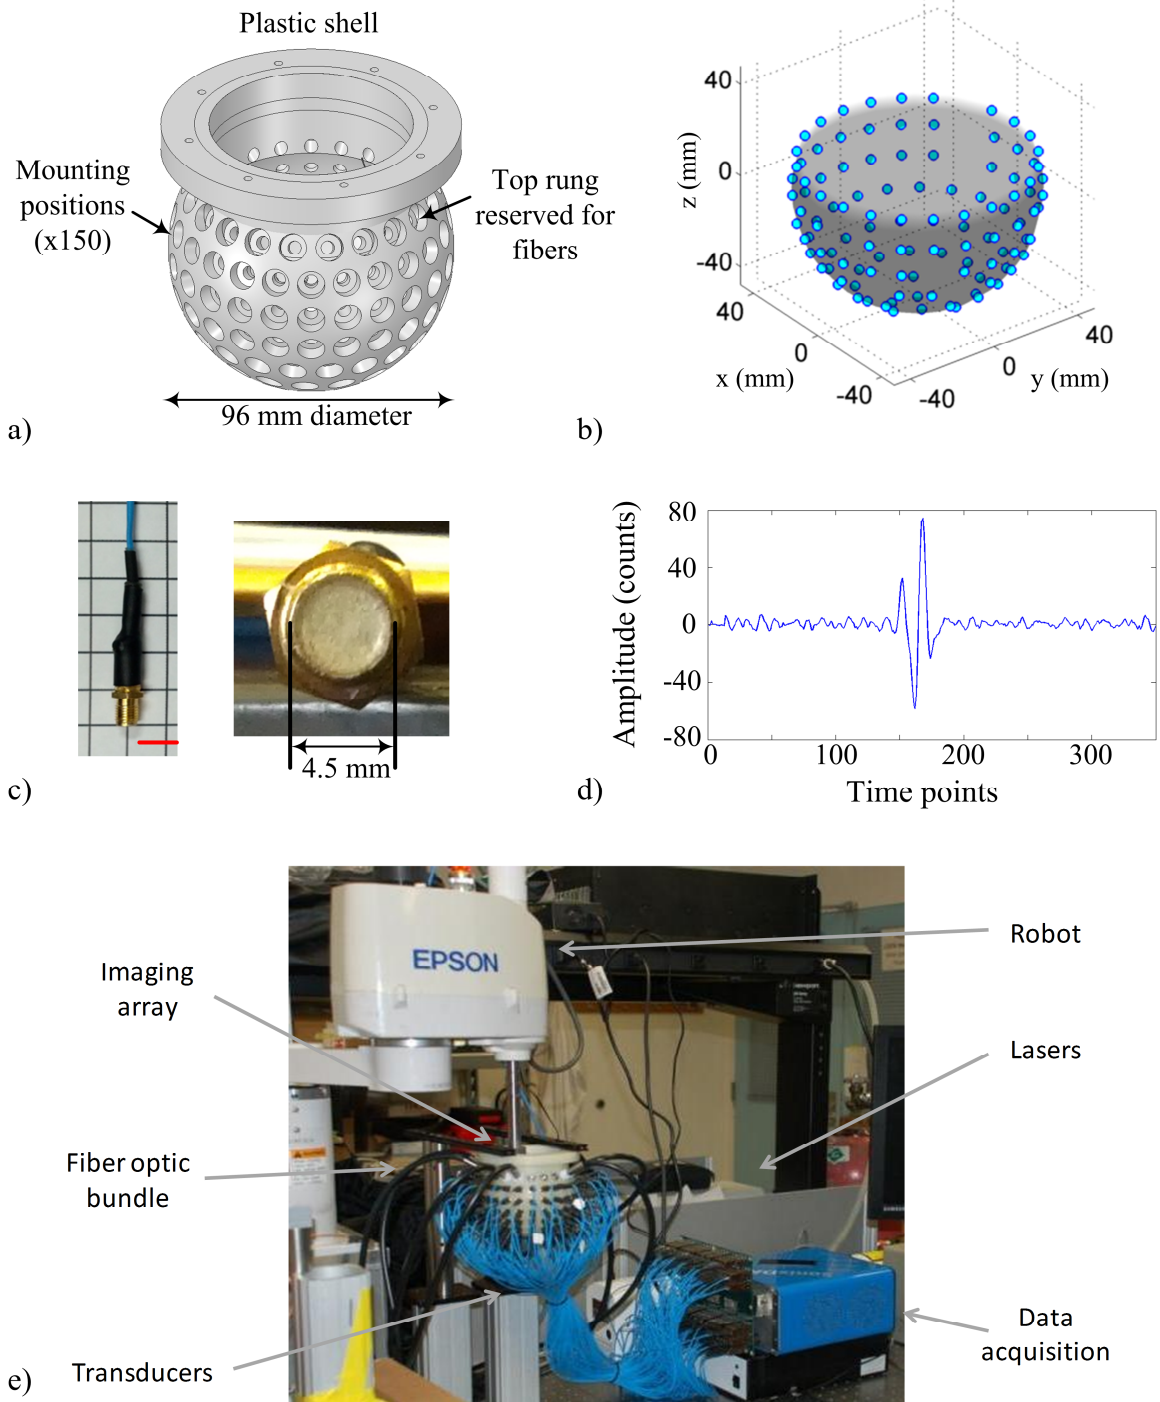 Plastic shell
Mounting
positions
(x150)
Top rung
reserved for
fibers
96 mm diameter
a)
40
0
-40
z (mm)
40
0
-40
x (mm)
40
0
-40
y (mm)
b)
4.5 mm
c)
80
40
0
-40
-80
Amplitude (counts)
0
100
200
300
Time points
d)
EPSON
Robot
Imaging
array
Lasers
Fiber optic
bundle
Data
acquisition
Transducers
e)